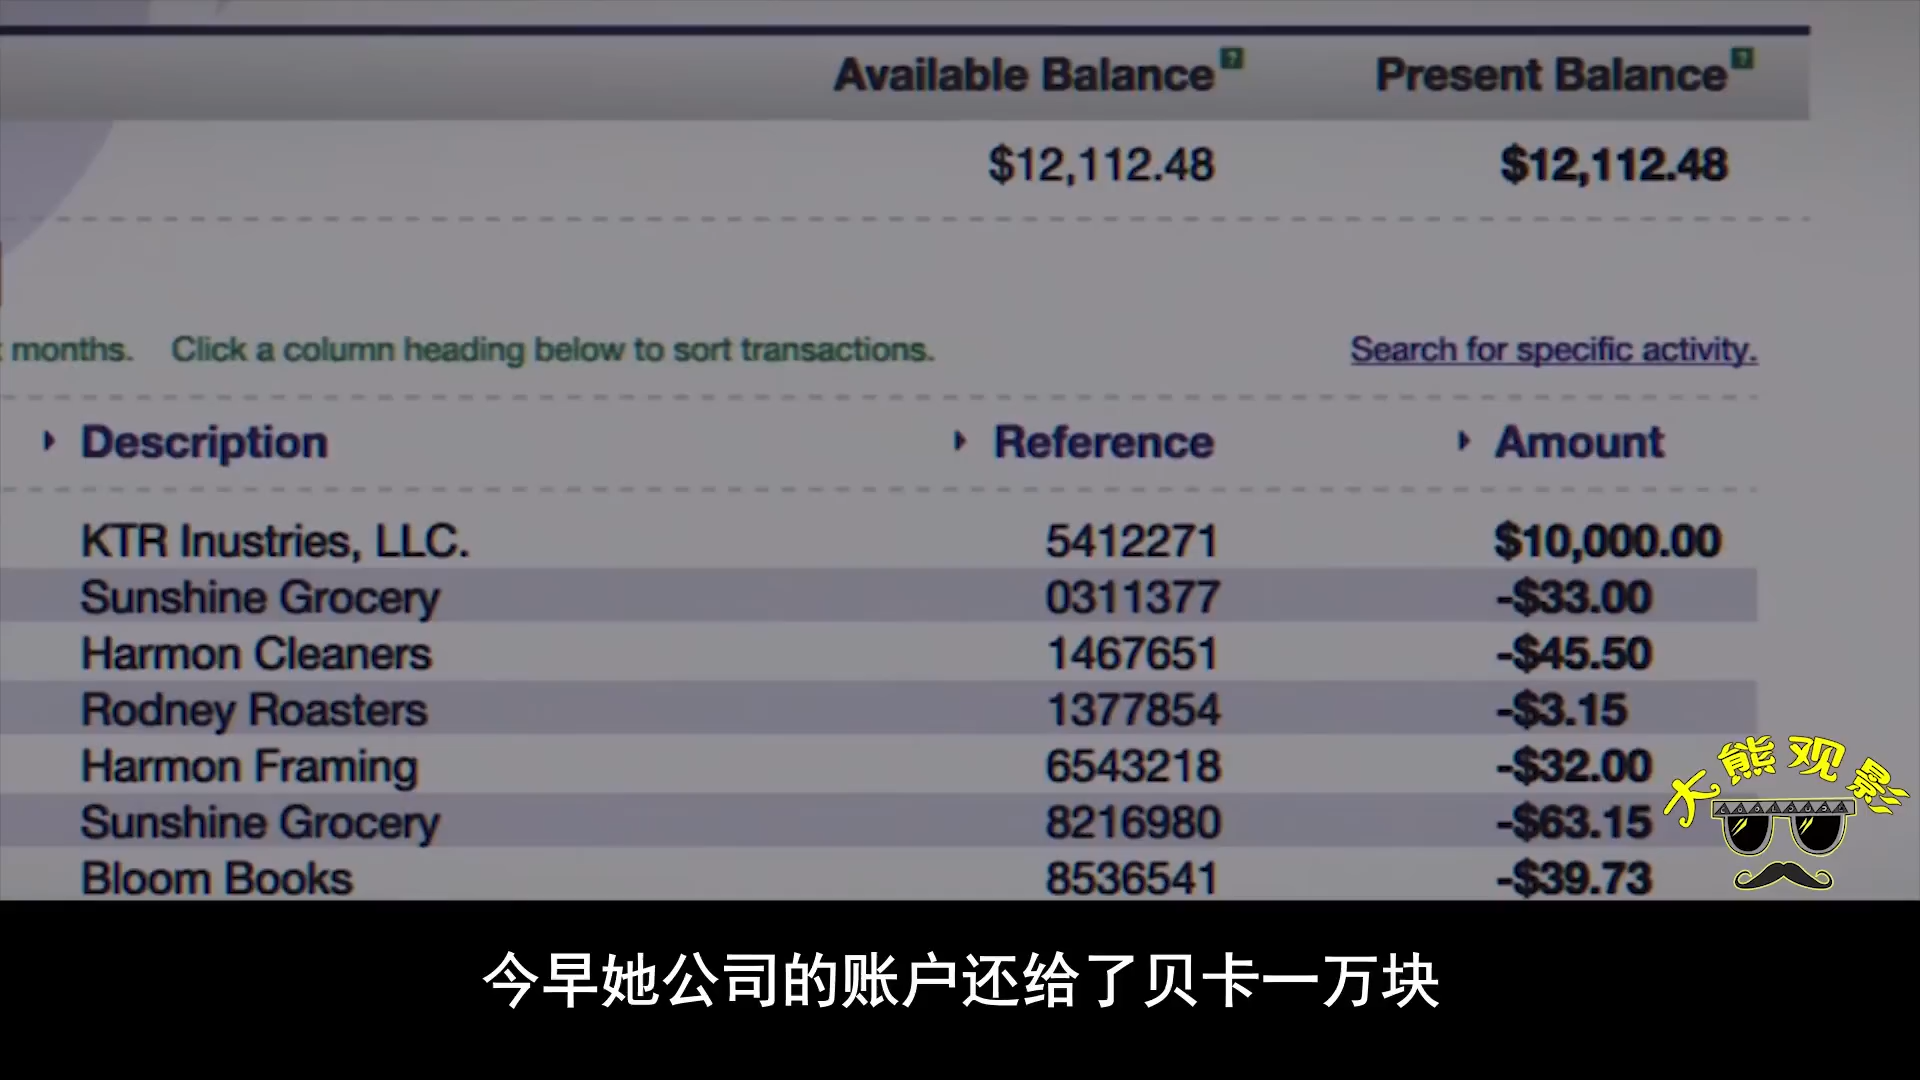 Available Balance ? Present Balance ?
$12,112.48 $12,112.48
months. Click a column heading below to sort transactions. Search for specific activity.
Description Reference Amount
KTR Inustries, LLC. 5412271 $10,000.00
Sunshine Grocery 0311377 -$33.00
Harmon Cleaners 1467651 -$45.50
Rodney Roasters 1377854 -$3.15
Harmon Framing 6543218 -$32.00
Sunshine Grocery 8216980 -$63.15
Bloom Books 8536541 -$39.73
大熊观影
今早她公司的账户还给了贝卡一万块